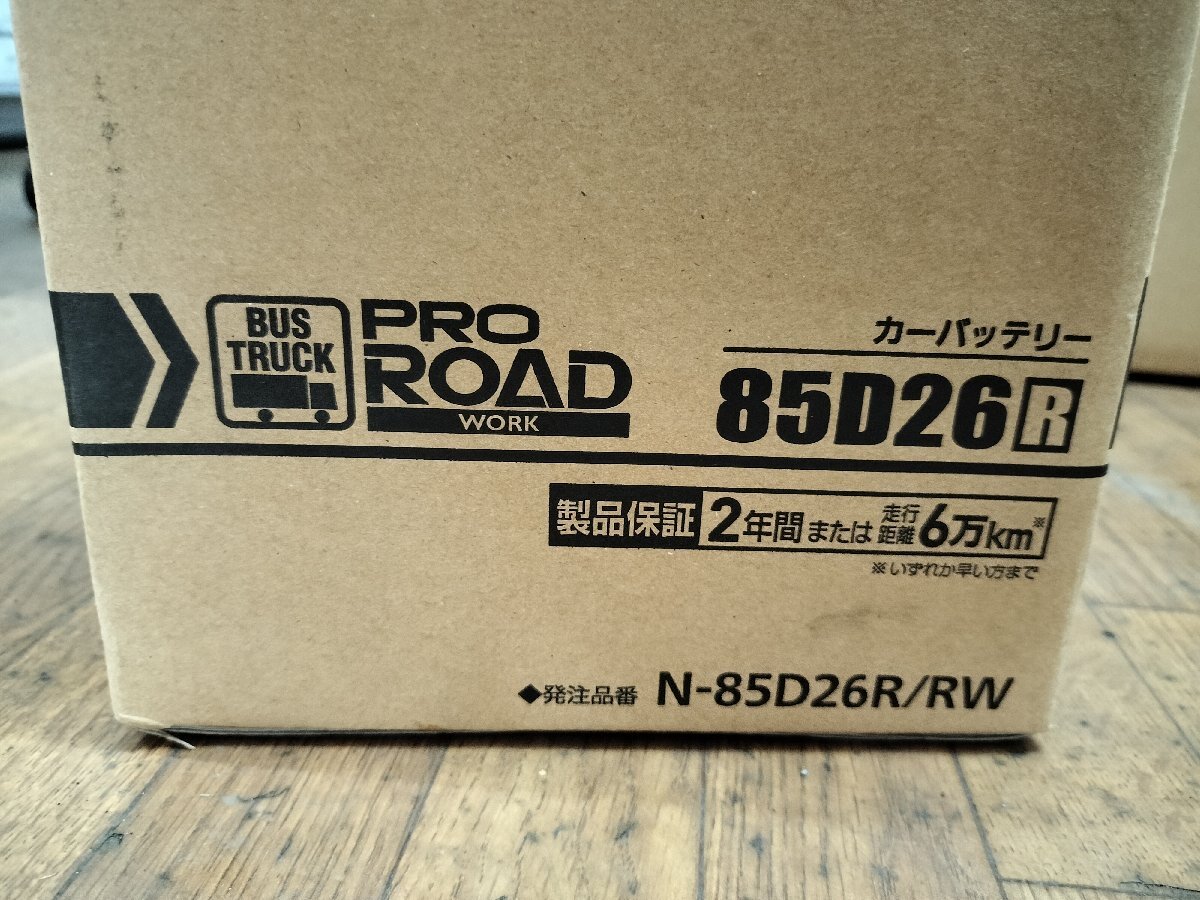 BUS
TRUCK
PRO
ROAD
WORK
カーバッテリー
85D26R
製品保証 2年間 または 走行距離 6万km※
※いずれか早い方まで
◆発注品番 N-85D26R/RW